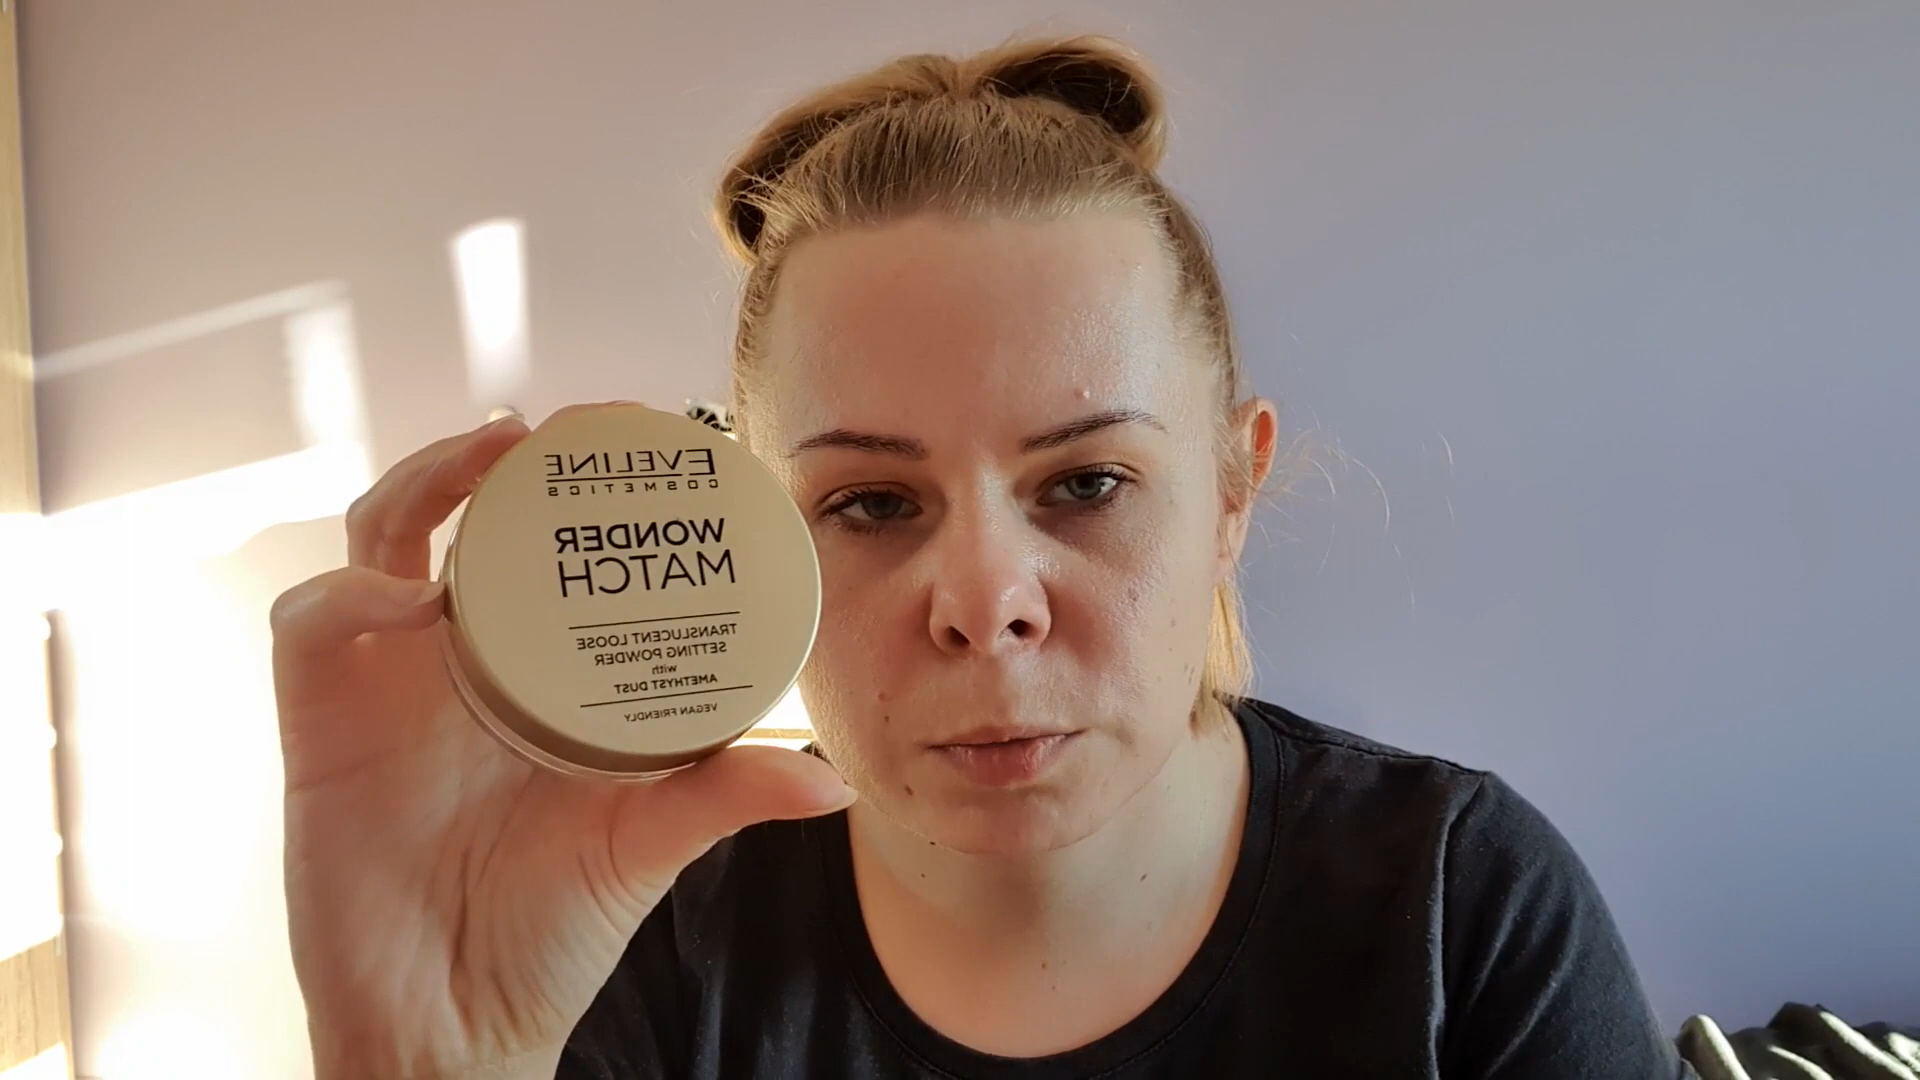 EVELINE
COSMETICS
WONDER
MATCH
TRANSLUCENT LOOSE
SETTING POWDER
with
AMETHYST DUST
VEGAN FRIENDLY